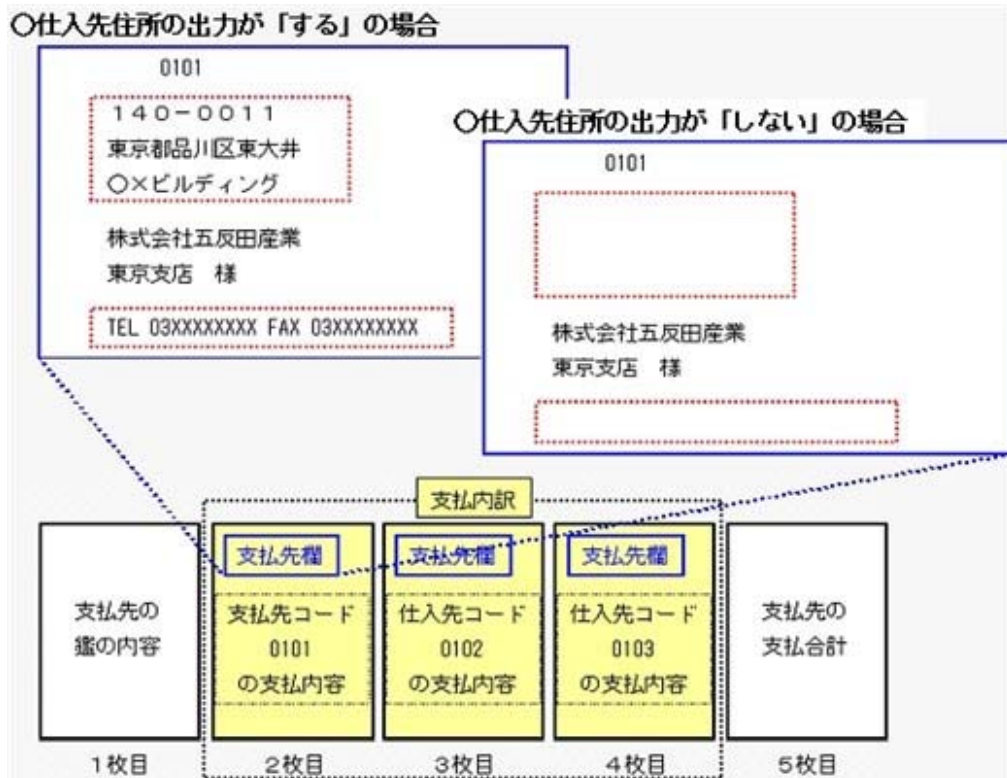 〇仕入先住所の出力が「する」の場合
0101
140-0011
東京都品川区東大井
〇×ビルディング
株式会社五反田産業
東京支店 様
TEL 03XXXXXXXX FAX 03XXXXXXXX
〇仕入先住所の出力が「しない」の場合
0101
株式会社五反田産業
東京支店 様
支払内訳
支払先の
鑑の内容
1枚目
支払先欄
支払先コード
0101
の支払内容
2枚目
支払先欄
仕入先コード
0102
の支払内容
3枚目
支払先欄
仕入先コード
0103
の支払内容
4枚目
支払先の
支払合計
5枚目